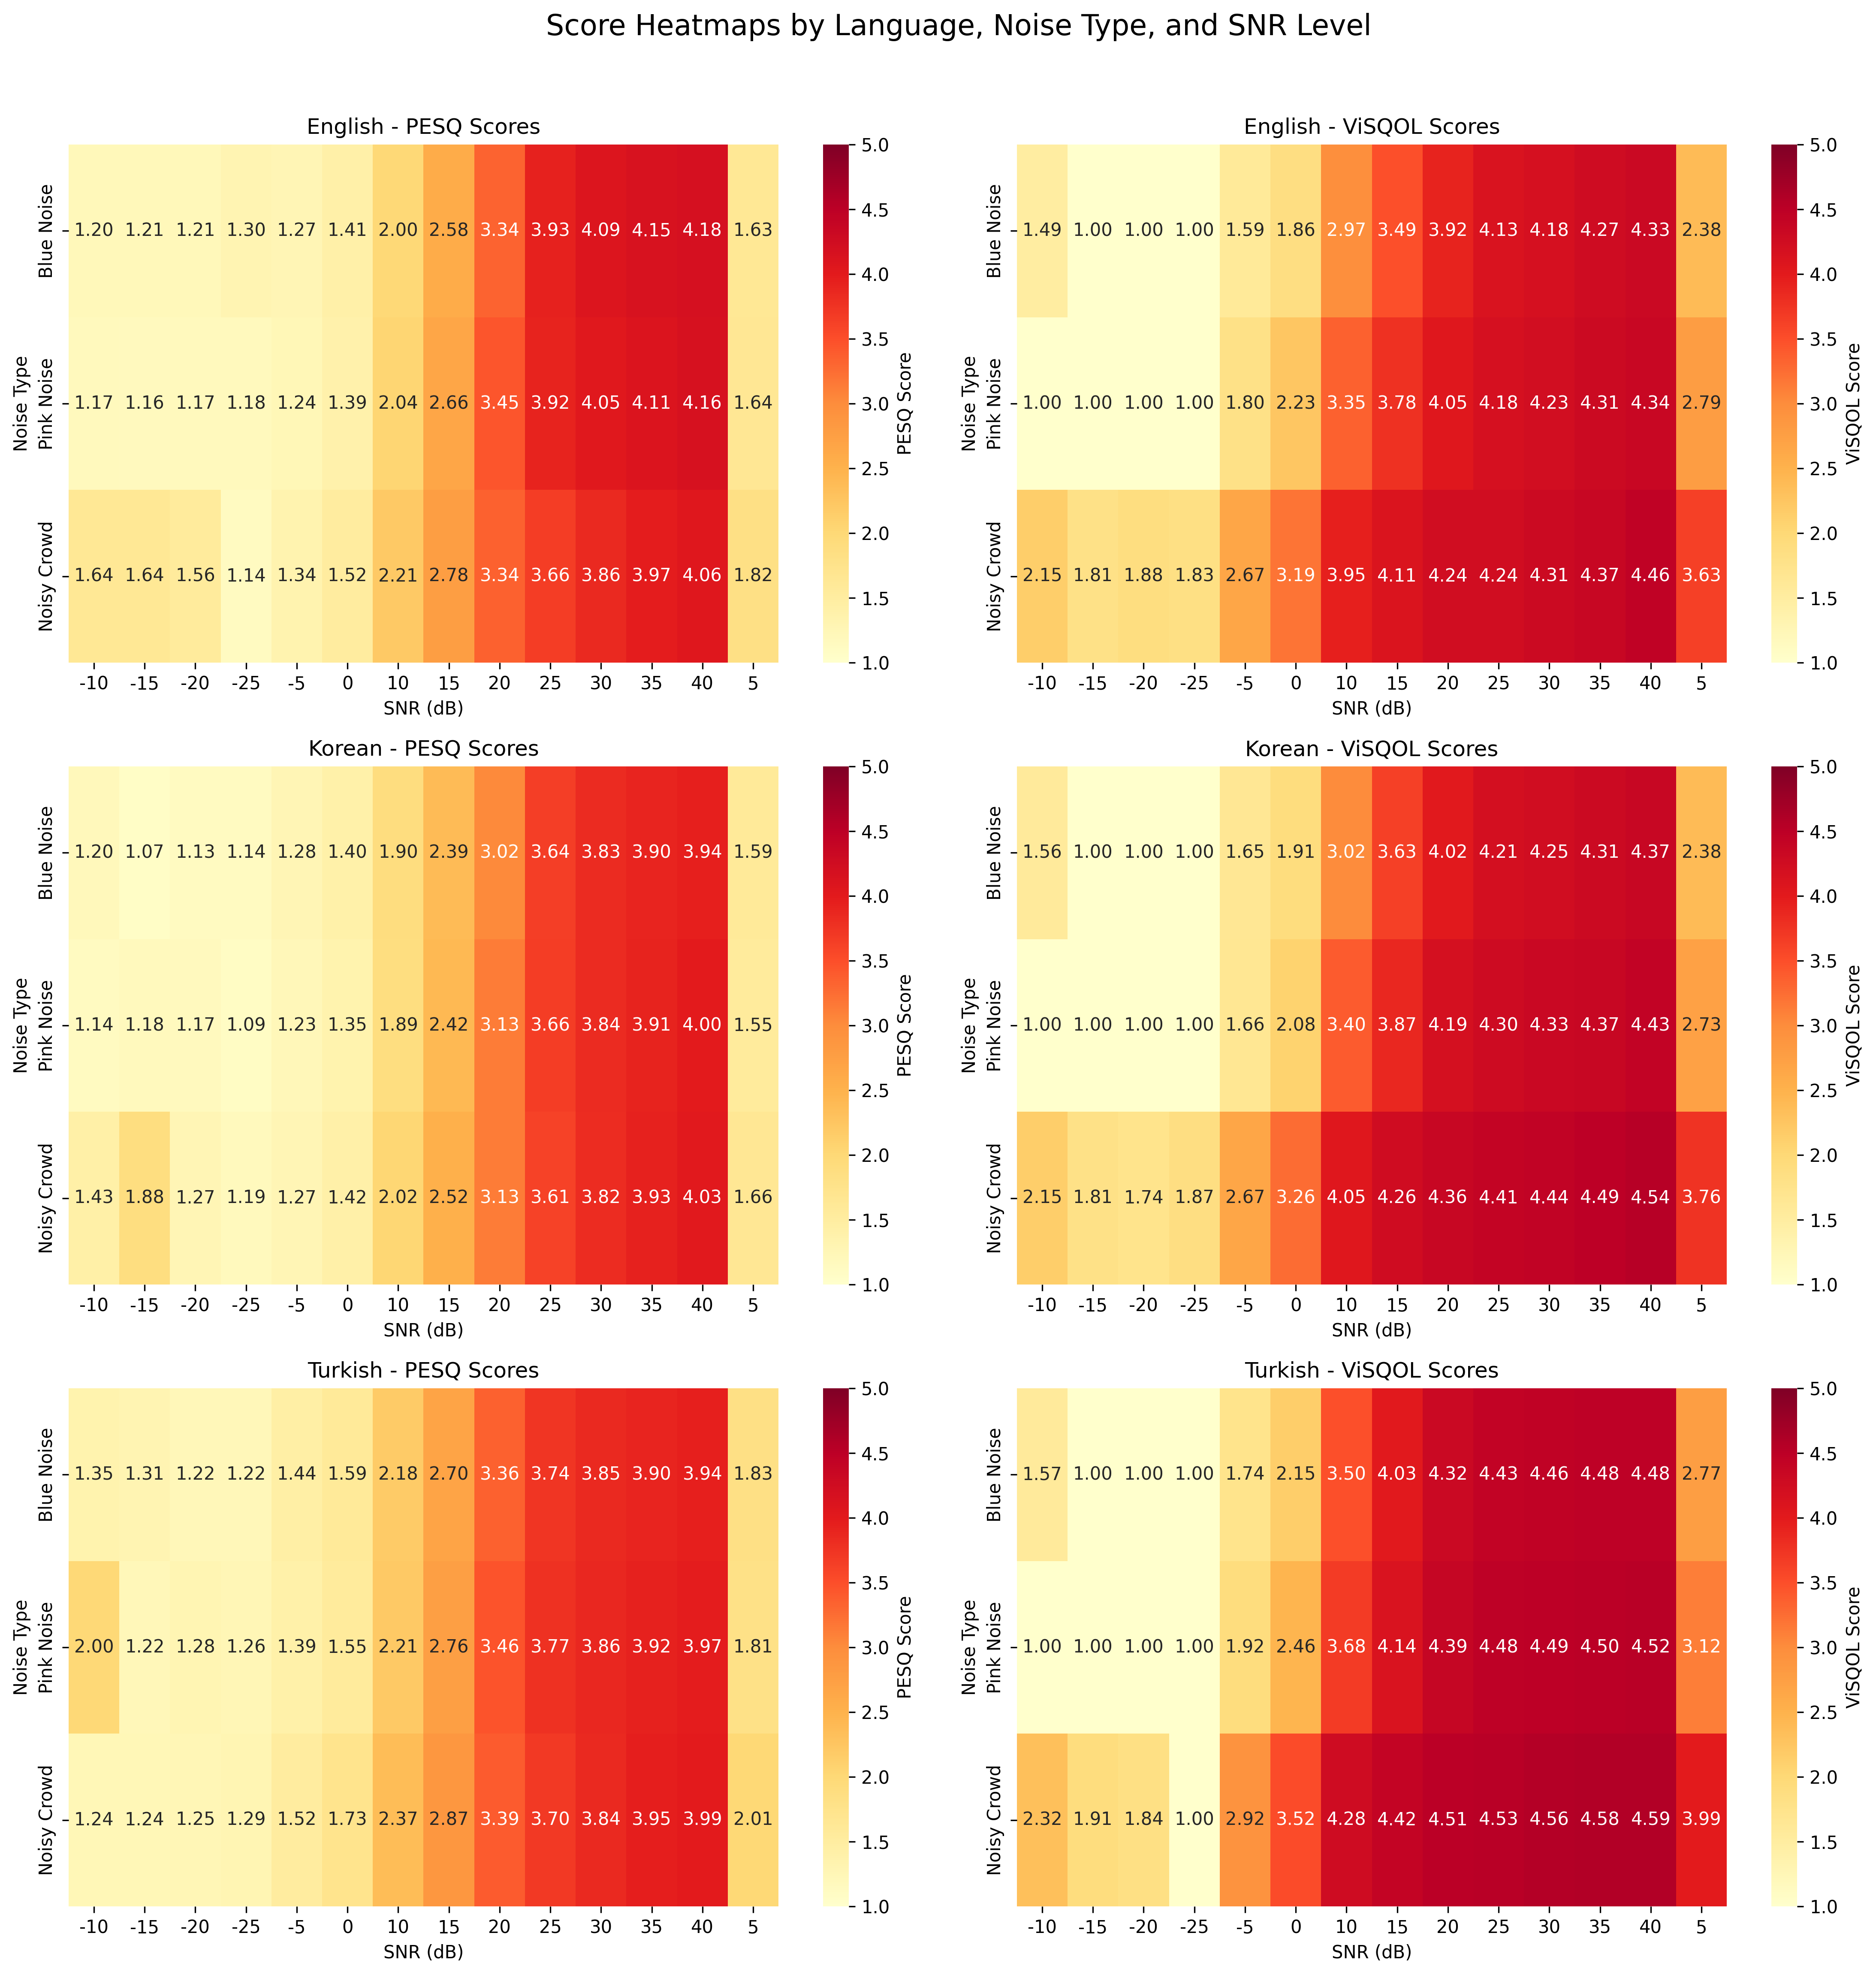 Score Heatmaps by Language, Noise Type, and SNR Level
English - PESQ Scores
Noise Type
Blue Noise
1.20 1.21 1.21 1.30 1.27 1.41 2.00 2.58 3.34 3.93 4.09 4.15 4.18 1.63
Pink Noise
1.17 1.16 1.17 1.18 1.24 1.39 2.04 2.66 3.45 3.92 4.05 4.11 4.16 1.64
Noisy Crowd
1.64 1.64 1.56 1.14 1.34 1.52 2.21 2.78 3.34 3.66 3.86 3.97 4.06 1.82
-10 -15 -20 -25 -5 0 10 15 20 25 30 35 40 5
SNR (dB)
5.0
4.5
4.0
3.5
3.0
2.5
2.0
1.5
1.0
PESQ Score
English - ViSQOL Scores
Noise Type
Blue Noise
1.49 1.00 1.00 1.00 1.59 1.86 2.97 3.49 3.92 4.13 4.18 4.27 4.33 2.38
Pink Noise
1.00 1.00 1.00 1.00 1.80 2.23 3.35 3.78 4.05 4.18 4.23 4.31 4.34 2.79
Noisy Crowd
2.15 1.81 1.88 1.83 2.67 3.19 3.95 4.11 4.24 4.24 4.31 4.37 4.46 3.63
-10 -15 -20 -25 -5 0 10 15 20 25 30 35 40 5
SNR (dB)
5.0
4.5
4.0
3.5
3.0
2.5
2.0
1.5
1.0
ViSQOL Score
Korean - PESQ Scores
Noise Type
Blue Noise
1.20 1.07 1.13 1.14 1.28 1.40 1.90 2.39 3.02 3.64 3.83 3.90 3.94 1.59
Pink Noise
1.14 1.18 1.17 1.09 1.23 1.35 1.89 2.42 3.13 3.66 3.84 3.91 4.00 1.55
Noisy Crowd
1.43 1.88 1.27 1.19 1.27 1.42 2.02 2.52 3.13 3.61 3.82 3.93 4.03 1.66
-10 -15 -20 -25 -5 0 10 15 20 25 30 35 40 5
SNR (dB)
5.0
4.5
4.0
3.5
3.0
2.5
2.0
1.5
1.0
PESQ Score
Korean - ViSQOL Scores
Noise Type
Blue Noise
1.56 1.00 1.00 1.00 1.65 1.91 3.02 3.63 4.02 4.21 4.25 4.31 4.37 2.38
Pink Noise
1.00 1.00 1.00 1.00 1.66 2.08 3.40 3.87 4.19 4.30 4.33 4.37 4.43 2.73
Noisy Crowd
2.15 1.81 1.74 1.87 2.67 3.26 4.05 4.26 4.36 4.41 4.44 4.49 4.54 3.76
-10 -15 -20 -25 -5 0 10 15 20 25 30 35 40 5
SNR (dB)
5.0
4.5
4.0
3.5
3.0
2.5
2.0
1.5
1.0
ViSQOL Score
Turkish - PESQ Scores
Noise Type
Blue Noise
1.35 1.31 1.22 1.22 1.44 1.59 2.18 2.70 3.36 3.74 3.85 3.90 3.94 1.83
Pink Noise
2.00 1.22 1.28 1.26 1.39 1.55 2.21 2.76 3.46 3.77 3.86 3.92 3.97 1.81
Noisy Crowd
1.24 1.24 1.25 1.29 1.52 1.73 2.37 2.87 3.39 3.70 3.84 3.95 3.99 2.01
-10 -15 -20 -25 -5 0 10 15 20 25 30 35 40 5
SNR (dB)
5.0
4.5
4.0
3.5
3.0
2.5
2.0
1.5
1.0
PESQ Score
Turkish - ViSQOL Scores
Noise Type
Blue Noise
1.57 1.00 1.00 1.00 1.74 2.15 3.50 4.03 4.32 4.43 4.46 4.48 4.48 2.77
Pink Noise
1.00 1.00 1.00 1.00 1.92 2.46 3.68 4.14 4.39 4.48 4.49 4.50 4.52 3.12
Noisy Crowd
2.32 1.91 1.84 1.00 2.92 3.52 4.28 4.42 4.51 4.53 4.56 4.58 4.59 3.99
-10 -15 -20 -25 -5 0 10 15 20 25 30 35 40 5
SNR (dB)
5.0
4.5
4.0
3.5
3.0
2.5
2.0
1.5
1.0
ViSQOL Score